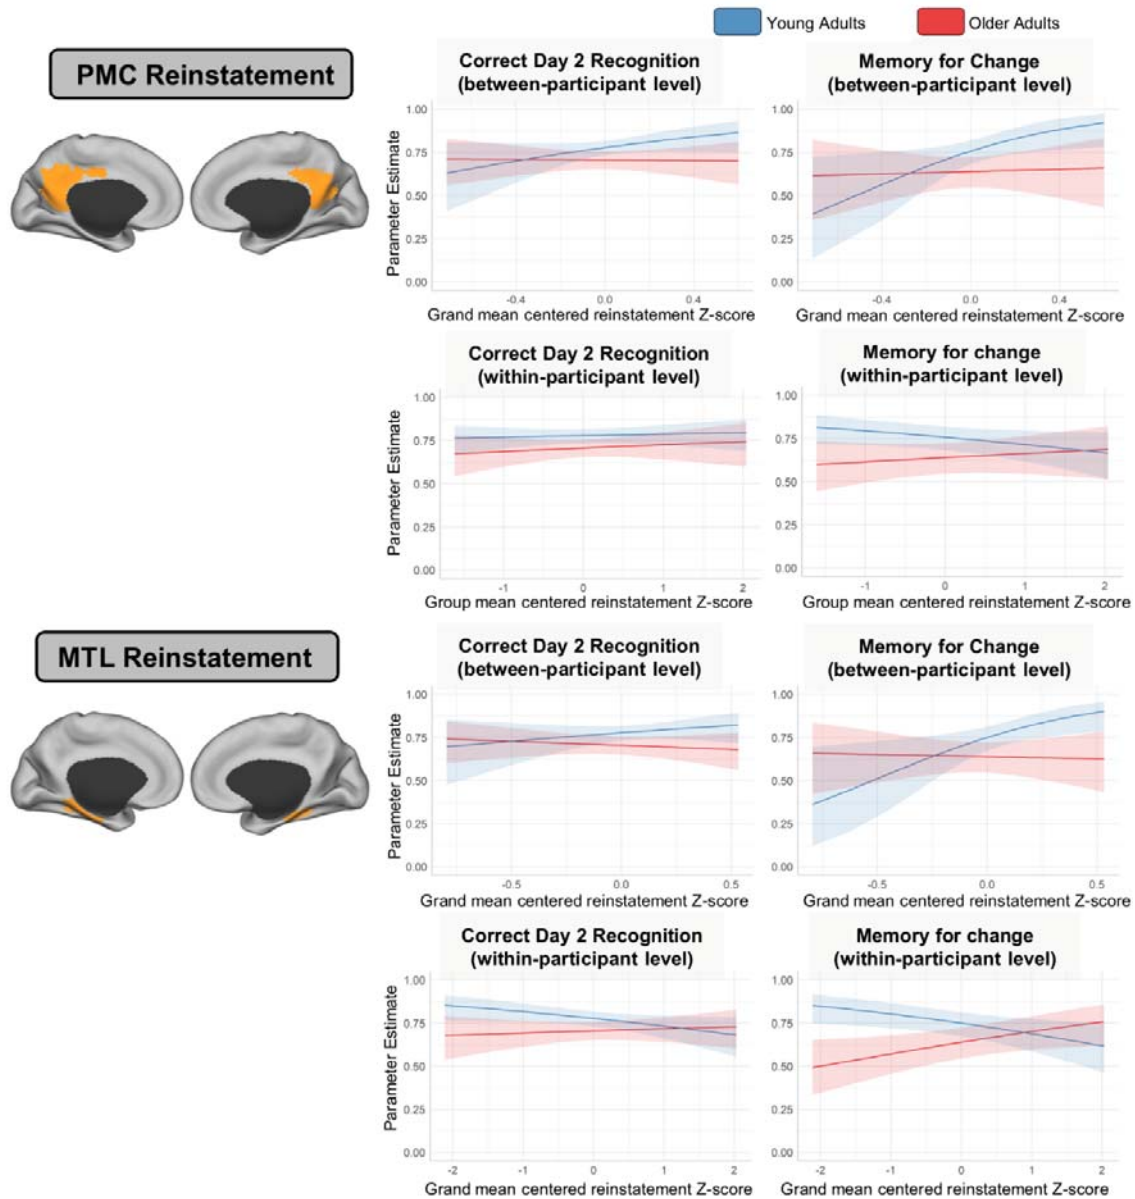 Young Adults
Older Adults
PMC Reinstatement
Correct Day 2 Recognition
(between-participant level)
Parameter Estimate
1.00
0.75
0.50
0.25
0.00
-0.4
0.0
0.4
Grand mean centered reinstatement Z-score
Memory for Change
(between-participant level)
1.00
0.75
0.50
0.25
0.00
-0.4
0.0
0.4
Grand mean centered reinstatement Z-score
Correct Day 2 Recognition
(within-participant level)
Parameter Estimate
1.00
0.75
0.50
0.25
0.00
-1
0
1
2
Group mean centered reinstatement Z-score
Memory for change
(within-participant level)
1.00
0.75
0.50
0.25
0.00
-1
0
1
2
Group mean centered reinstatement Z-score
MTL Reinstatement
Correct Day 2 Recognition
(between-participant level)
Parameter Estimate
1.00
0.75
0.50
0.25
0.00
-0.5
0.0
0.5
Grand mean centered reinstatement Z-score
Memory for Change
(between-participant level)
1.00
0.75
0.50
0.25
0.00
-0.5
0.0
0.5
Grand mean centered reinstatement Z-score
Correct Day 2 Recognition
(within-participant level)
Parameter Estimate
1.00
0.75
0.50
0.25
0.00
-2
-1
0
1
2
Grand mean centered reinstatement Z-score
Memory for change
(within-participant level)
1.00
0.75
0.50
0.25
0.00
-2
-1
0
1
2
Grand mean centered reinstatement Z-score